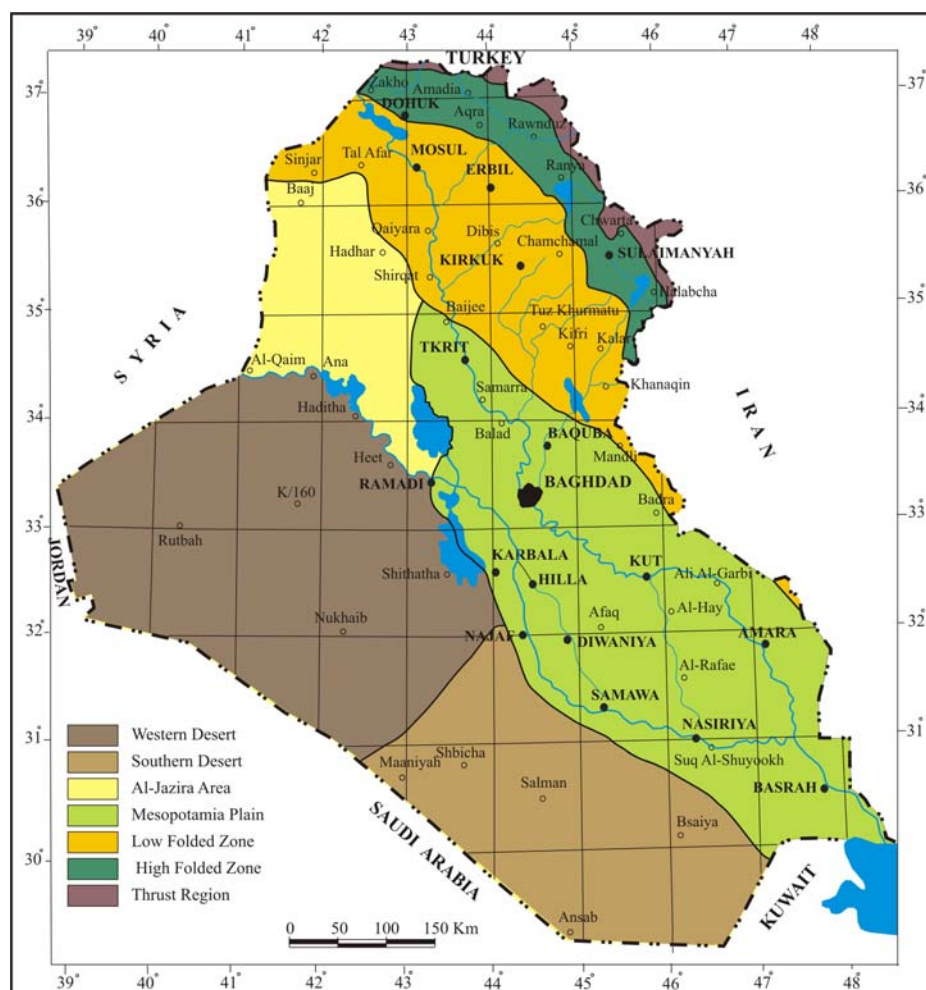 39° 40° 41° 42° 43° 44° 45° 46° 47° 48°
TURKEY
37° 37°
Zakho Amadia
DOHUK Aqra
Rawnduz
MOSUL
Sinjar Tal Afar Ranya
ERBIL
36° Baaj 36°
Chwarta
Qaiyara Dibis Chamchamal
Hadhar SULAIMANYAH
KIRKUK
Shirqat
Halabcha
35° Baijee Tuz Khurmatu 35°
Kifri Kalar
TKRIT
SYRIA
Al-Qaim Ana
Samarra Khanaqin
IRAN
34° Haditha 34°
Balad BAQUBA
Mandli
Heet
RAMADI BAGHDAD
K/160
Badra
33° 33°
Rutbah
JORDAN
KARBALA KUT
Shithatha HILLA Ali Al-Garbi
Nukhaib Afaq Al-Hay
32° NAJAF DIWANIYA AMARA 32°
Al-Rafae
SAMAWA
NASIRIYA
31° 31°
Western Desert
Suq Al-Shuyookh
Shbicha
Southern Desert
Maaniyah
Al-Jazira Area
Salman BASRAH
Mesopotamia Plain
Bsaiya
Low Folded Zone
SAUDI ARABIA
30° 30°
High Folded Zone
KUWAIT
Thrust Region
Ansab
0 50 100 150 Km
39° 40° 41° 42° 43° 44° 45° 46° 47° 48°